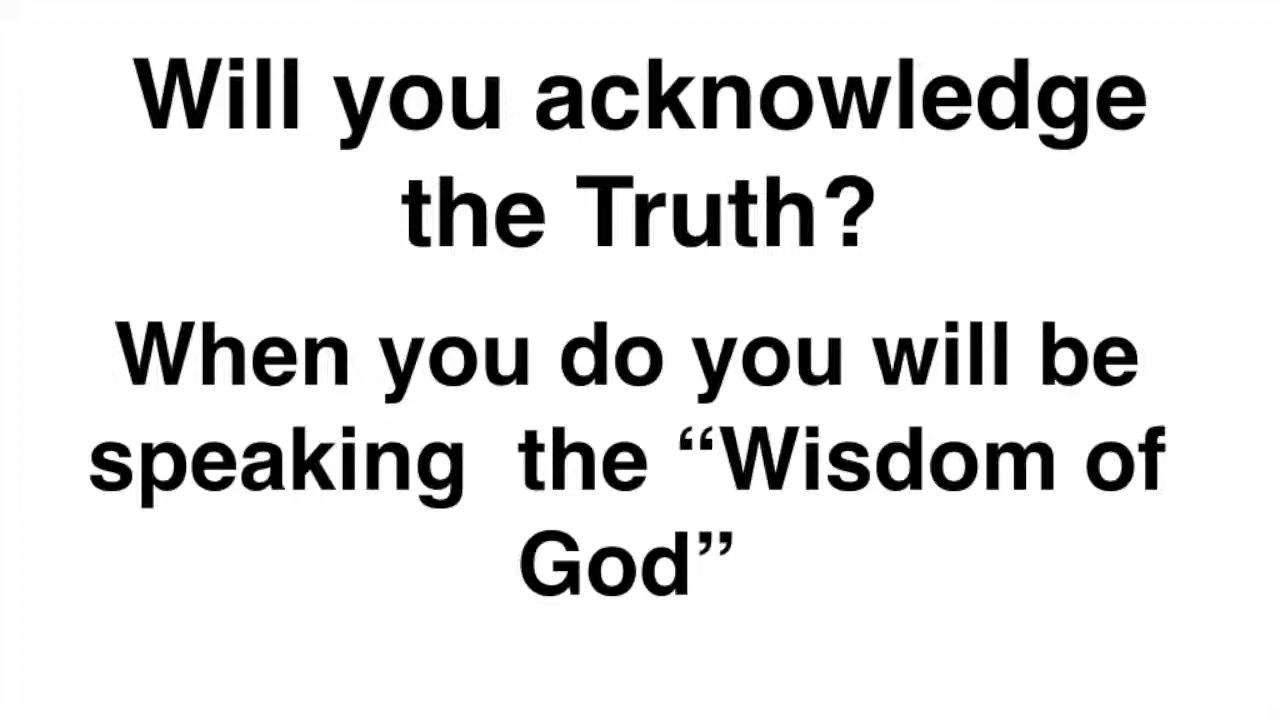 Will you acknowledge
the Truth?
When you do you will be
speaking  the “Wisdom of
God”